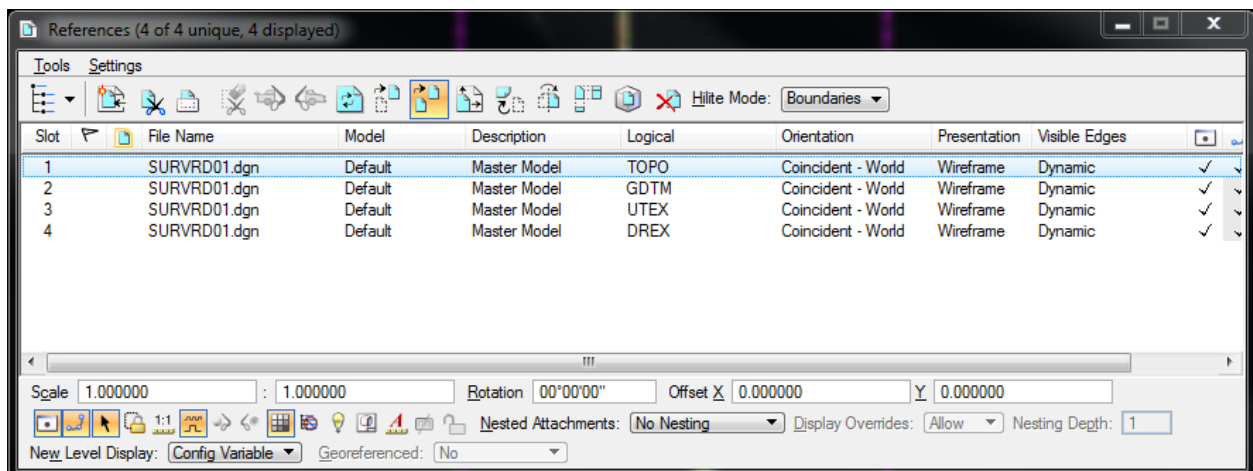 References (4 of 4 unique, 4 displayed)
Tools Settings
Hilite Mode: Boundaries
Slot File Name Model Description Logical Orientation Presentation Visible Edges
1 SURVRD01.dgn Default Master Model TOPO Coincident - World Wireframe Dynamic
2 SURVRD01.dgn Default Master Model GDTM Coincident - World Wireframe Dynamic
3 SURVRD01.dgn Default Master Model UTEX Coincident - World Wireframe Dynamic
4 SURVRD01.dgn Default Master Model DREX Coincident - World Wireframe Dynamic
Scale 1.000000 : 1.000000 Rotation 00°00'00" Offset X 0.000000 Y 0.000000
1:1 Nested Attachments: No Nesting Display Overrides: Allow Nesting Depth: 1
New Level Display: Config Variable Georeferenced: No